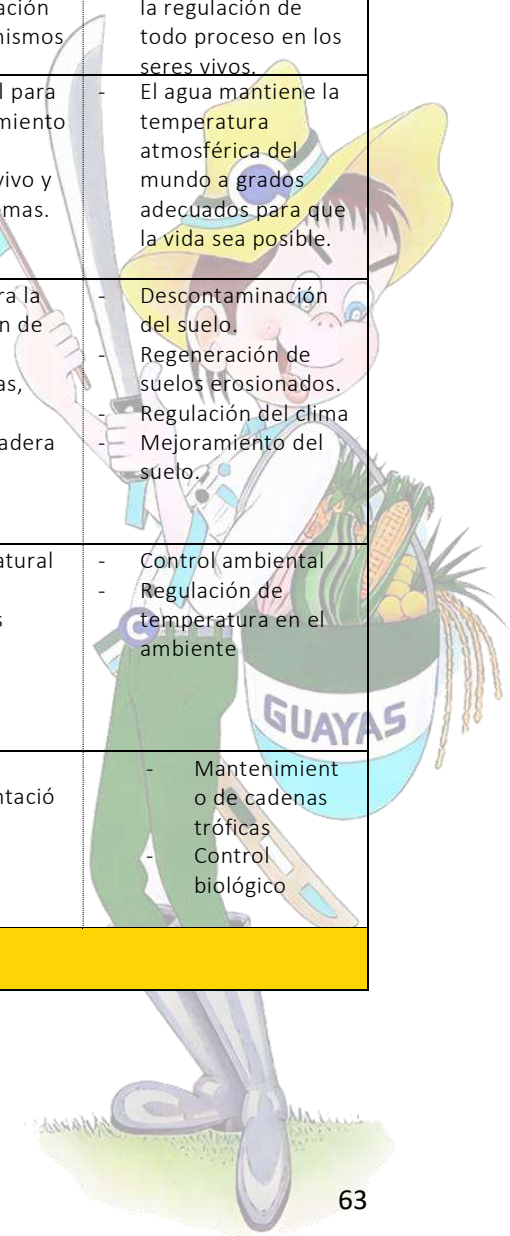 ación
nismos
la regulación de
todo proceso en los
seres vivos.
l para
miento
vivo y
mas.
- El agua mantiene la
temperatura
atmosférica del
mundo a grados
adecuados para que
la vida sea posible.
ra la
n de
as,
adera
- Descontaminación
del suelo.
- Regeneración de
suelos erosionados.
- Regulación del clima
- Mejoramiento del
suelo.
atural
s
- Control ambiental
- Regulación de
temperatura en el
ambiente
GUAYAS
ntació
- Mantenimient
o de cadenas
tróficas
- Control
biológico
63